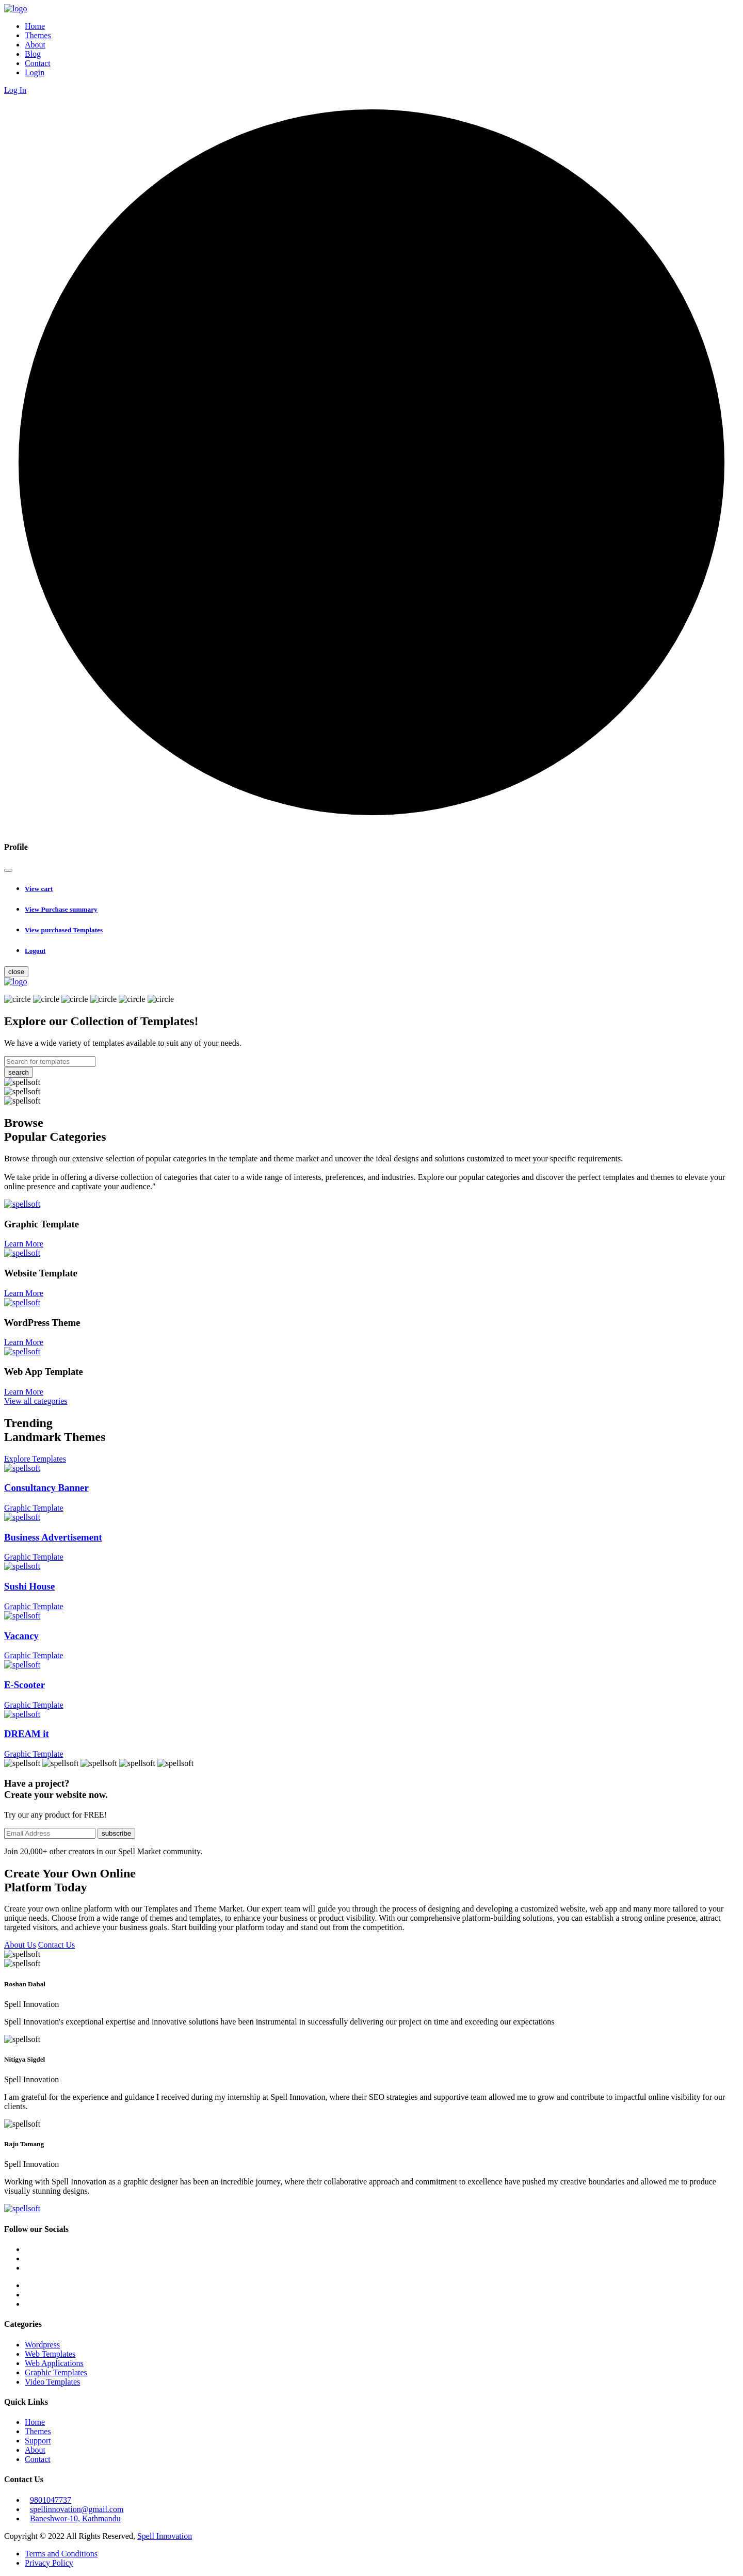 logo
Home
Themes
About
Blog
Contact
Login
Log In
Profile
View cart
View Purchase summary
View purchased Templates
Logout
close
logo
circle circle circle circle circle circle
Explore our Collection of Templates!
We have a wide variety of templates available to suit any of your needs.
Search for templates
search
spellsoft
spellsoft
spellsoft
Browse
Popular Categories
Browse through our extensive selection of popular categories in the template and theme market and uncover the ideal designs and solutions customized to meet your specific requirements.
We take pride in offering a diverse collection of categories that cater to a wide range of interests, preferences, and industries. Explore our popular categories and discover the perfect templates and themes to elevate your
online presence and captivate your audience."
spellsoft
Graphic Template
Learn More
spellsoft
Website Template
Learn More
spellsoft
WordPress Theme
Learn More
spellsoft
Web App Template
Learn More
View all categories
Trending
Landmark Themes
Explore Templates
spellsoft
Consultancy Banner
Graphic Template
spellsoft
Business Advertisement
Graphic Template
spellsoft
Sushi House
Graphic Template
spellsoft
Vacancy
Graphic Template
spellsoft
E-Scooter
Graphic Template
spellsoft
DREAM it
Graphic Template
spellsoft spellsoft spellsoft spellsoft spellsoft
Have a project?
Create your website now.
Try our any product for FREE!
Email Address subscribe
Join 20,000+ other creators in our Spell Market community.
Create Your Own Online
Platform Today
Create your own online platform with our Templates and Theme Market. Our expert team will guide you through the process of designing and developing a customized website, web app and many more tailored to your
unique needs. Choose from a wide range of themes and templates, to enhance your business or product visibility. With our comprehensive platform-building solutions, you can establish a strong online presence, attract
targeted visitors, and achieve your business goals. Start building your platform today and stand out from the competition.
About Us Contact Us
spellsoft
spellsoft
Roshan Dahal
Spell Innovation
Spell Innovation's exceptional expertise and innovative solutions have been instrumental in successfully delivering our project on time and exceeding our expectations
spellsoft
Nitigya Sigdel
Spell Innovation
I am grateful for the experience and guidance I received during my internship at Spell Innovation, where their SEO strategies and supportive team allowed me to grow and contribute to impactful online visibility for our
clients.
spellsoft
Raju Tamang
Spell Innovation
Working with Spell Innovation as a graphic designer has been an incredible journey, where their collaborative approach and commitment to excellence have pushed my creative boundaries and allowed me to produce
visually stunning designs.
spellsoft
Follow our Socials
Categories
Wordpress
Web Templates
Web Applications
Graphic Templates
Video Templates
Quick Links
Home
Themes
Support
About
Contact
Contact Us
9801047737
spellinnovation@gmail.com
Baneshwor-10, Kathmandu
Copyright © 2022 All Rights Reserved, Spell Innovation
Terms and Conditions
Privacy Policy